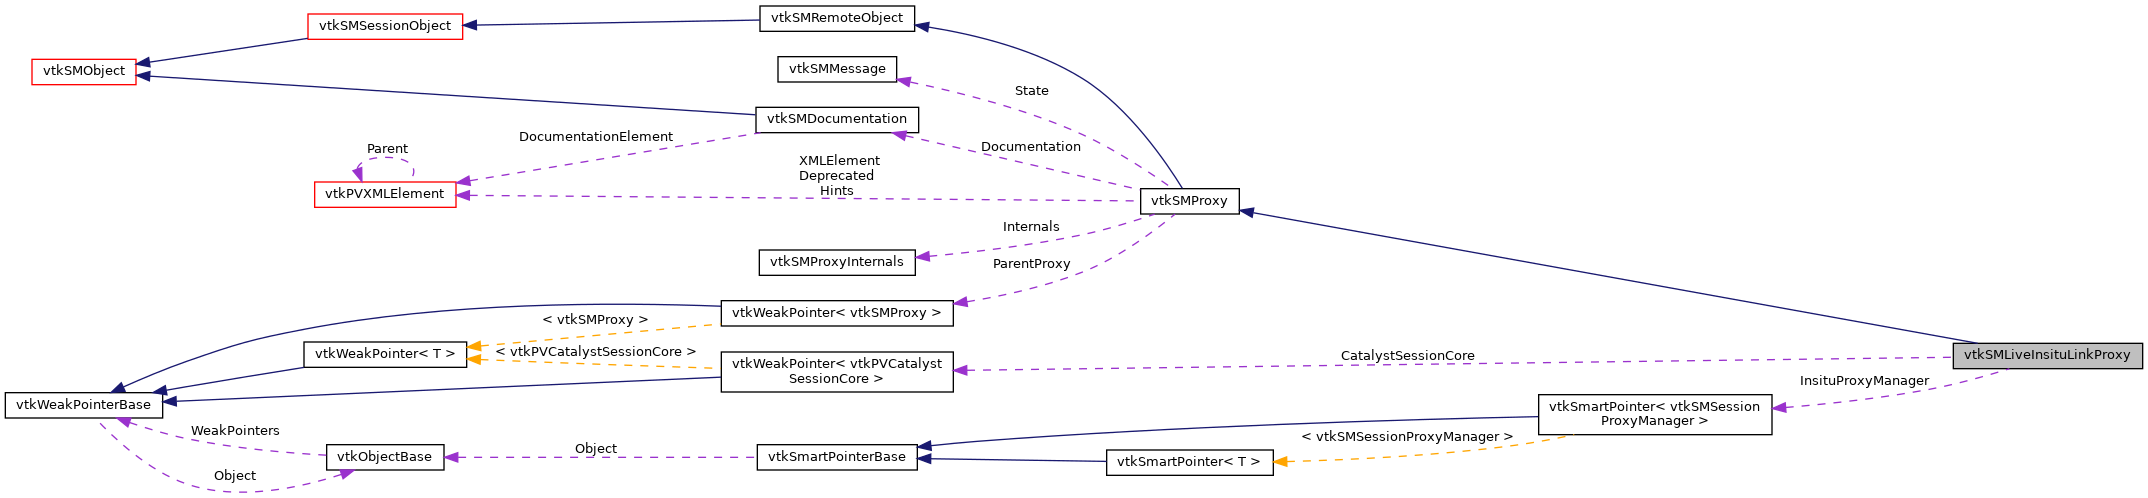 vtkSMRemoteObject
vtkSMSessionObject
vtkSMObject
vtkSMMessage
State
vtkSMDocumentation
DocumentationElement
Documentation
Parent
XMLElement
Deprecated
Hints
vtkPVXMLElement
vtkSMProxy
Internals
vtkSMProxyInternals
ParentProxy
vtkWeakPointer< vtkSMProxy >
< vtkSMProxy >
vtkWeakPointer< T >
< vtkPVCatalystSessionCore >
vtkWeakPointer< vtkPVCatalyst
SessionCore >
CatalystSessionCore
vtkSMLiveInsituLinkProxy
InsituProxyManager
vtkWeakPointerBase
vtkSmartPointer< vtkSMSession
ProxyManager >
WeakPointers
< vtkSMSessionProxyManager >
Object
vtkObjectBase
vtkSmartPointerBase
vtkSmartPointer< T >
Object